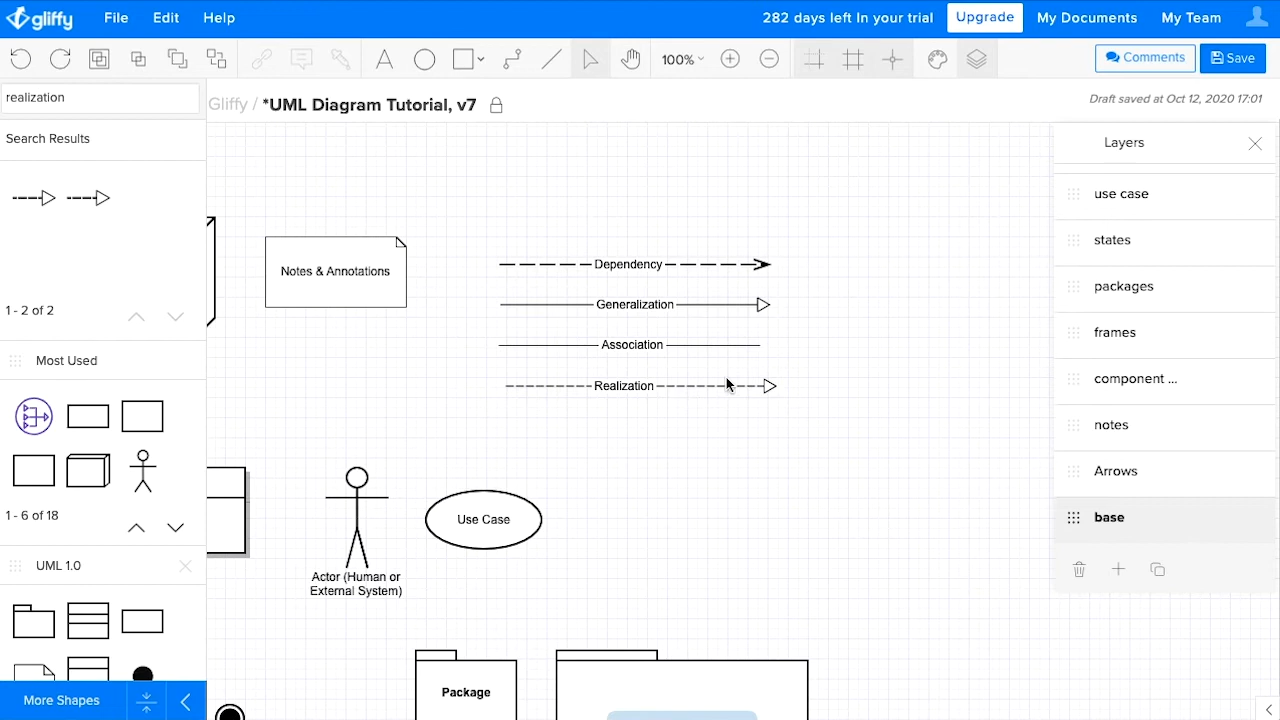 gliffy File Edit Help 282 days left In your trial Upgrade My Documents My Team
100% Comments Save
realization
Gliffy / *UML Diagram Tutorial, v7 Draft saved at Oct 12, 2020 17:01
Search Results
1 - 2 of 2
Most Used
1 - 6 of 18
UML 1.0
More Shapes
Notes & Annotations
Dependency
Generalization
Association
Realization
Use Case
Actor (Human or
External System)
Package
Layers
use case
states
packages
frames
component ...
notes
Arrows
base